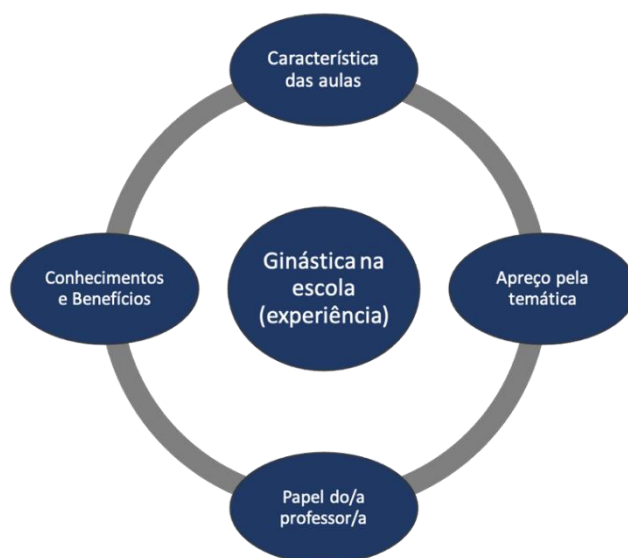 Característica
das aulas
Conhecimentos
e Benefícios
Ginástica na
escola
(experiência)
Apreço pela
temática
Papel do/a
professor/a